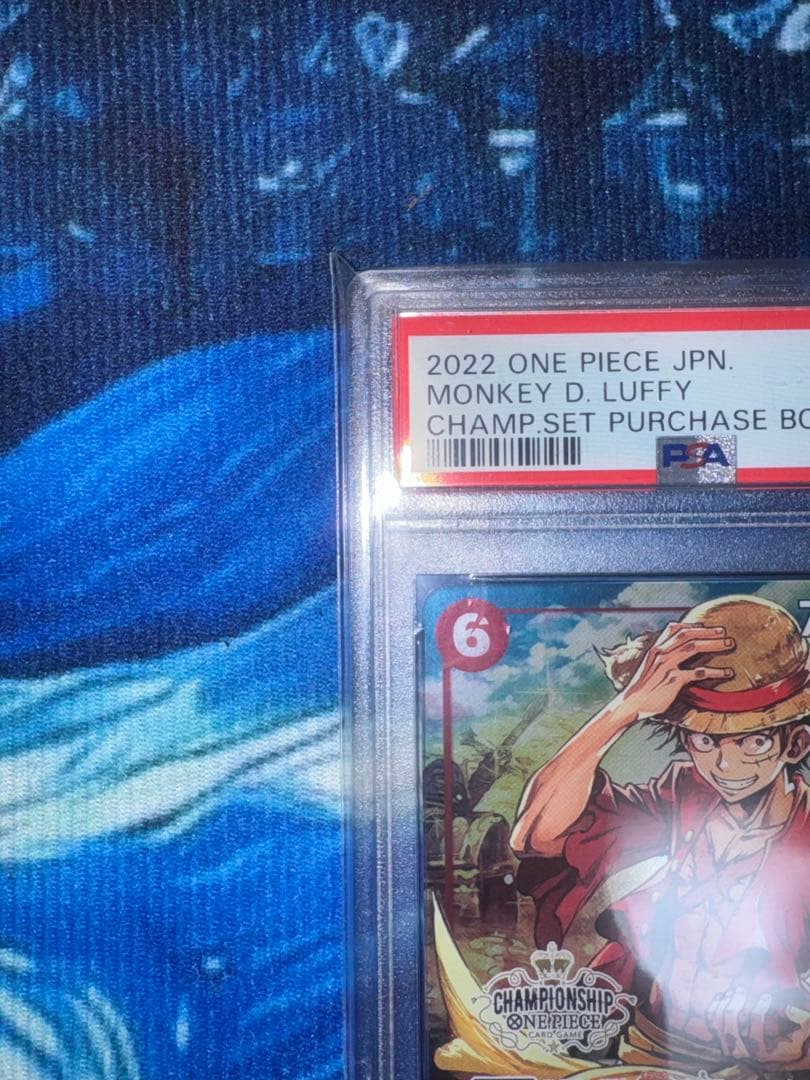 2022 ONE PIECE JPN.
MONKEY D. LUFFY
CHAMP.SET PURCHASE
PSA
6
CHAMPIONSHIP
ONE PIECE
CARD GAME